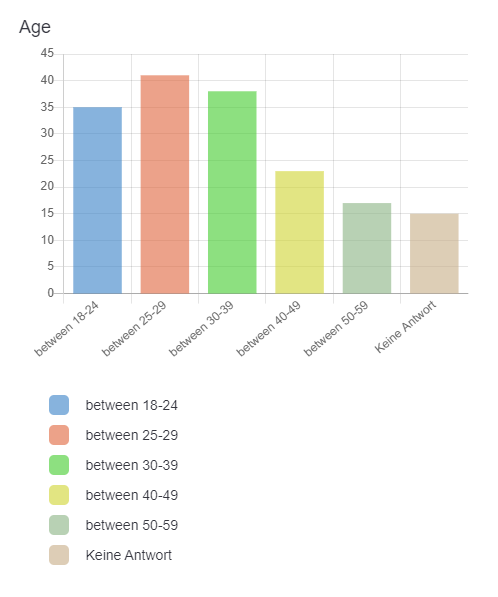 Age
45
40
35
30
25
20
15
10
5
0
between 18-24
between 25-29
between 30-39
between 40-49
between 50-59
Keine Antwort
between 18-24
between 25-29
between 30-39
between 40-49
between 50-59
Keine Antwort